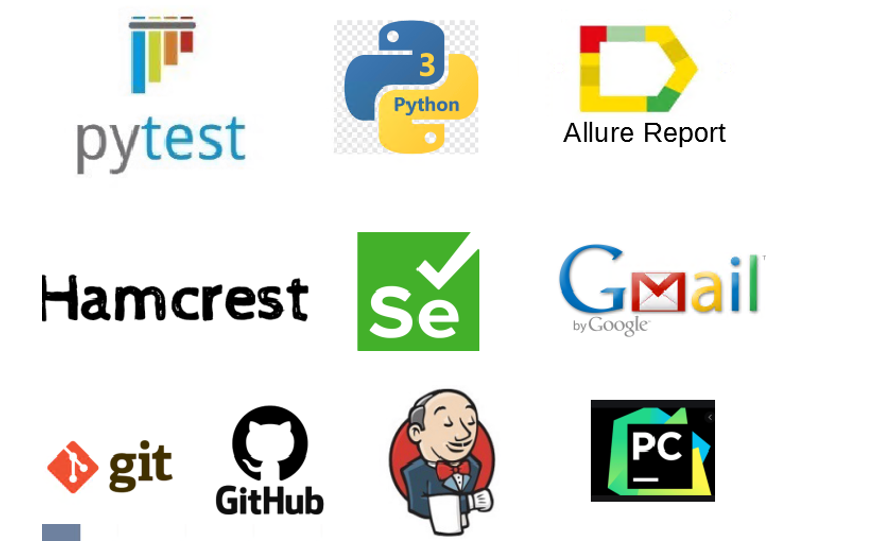 pytest
3
Python
Allure Report
Hamcrest
Se
Gmail
by Google
git
GitHub
PC